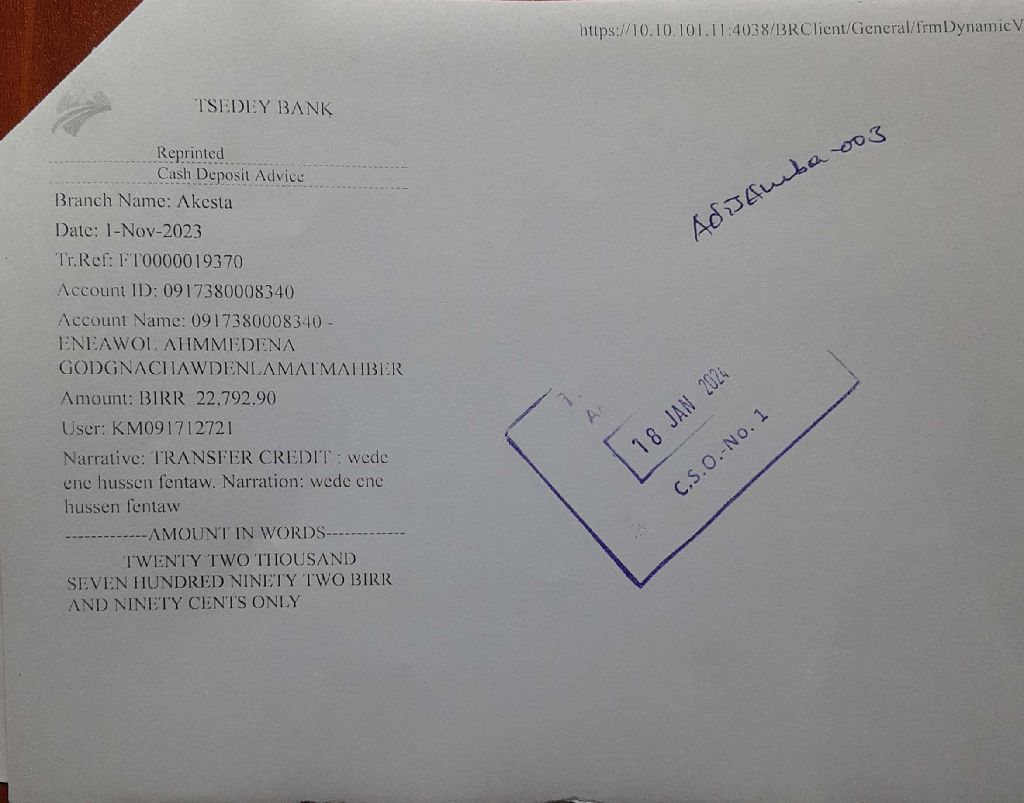 https://10.10.101.11:4038/BRClient/General/frmDynamicV
TSEDEY BANK
Reprinted
Cash Deposit Advice
Branch Name: Akesta
Date: 1-Nov-2023
Tr.Ref: FT0000019370
Account ID: 0917380008340
Account Name: 0917380008340 -
ENEAWOL AHMMEDENA
GODGNACHAWDENLAMATMAHBER
Amount: BIRR 22,792.90
User: KM091712721
Narrative: TRANSFER CREDIT : wede
ene hussen fentaw. Narration: wede ene
hussen fentaw
-------------AMOUNT IN WORDS-------------
TWENTY TWO THOUSAND
SEVEN HUNDRED NINETY TWO BIRR
AND NINETY CENTS ONLY
003
18 JAN 2024
C.S.O.-No. 1